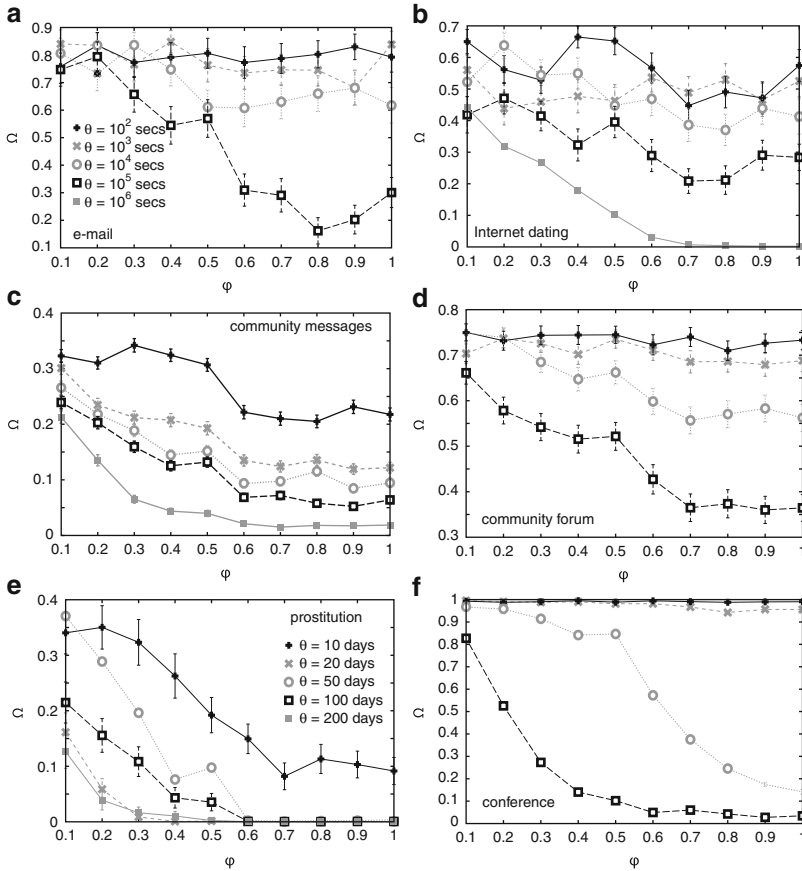 a
0.9
0.8
0.7
0.6
0.5
0.4
0.3
0.2
0.1
Ω
θ = 10² secs
θ = 10³ secs
θ = 10⁴ secs
θ = 10⁵ secs
θ = 10⁶ secs
e-mail
0.1 0.2 0.3 0.4 0.5 0.6 0.7 0.8 0.9 1
φ
b
0.7
0.6
0.5
0.4
0.3
0.2
0.1
0
Ω
Internet dating
0.1 0.2 0.3 0.4 0.5 0.6 0.7 0.8 0.9 1
φ
c
0.4
0.3
0.2
0.1
0
Ω
community messages
0.1 0.2 0.3 0.4 0.5 0.6 0.7 0.8 0.9 1
φ
d
0.8
0.7
0.6
0.5
0.4
0.3
Ω
community forum
0.1 0.2 0.3 0.4 0.5 0.6 0.7 0.8 0.9 1
φ
e
0.4
0.3
0.2
0.1
0
Ω
prostitution
θ = 10 days
θ = 20 days
θ = 50 days
θ = 100 days
θ = 200 days
0.1 0.2 0.3 0.4 0.5 0.6 0.7 0.8 0.9 1
φ
f
1
0.9
0.8
0.7
0.6
0.5
0.4
0.3
0.2
0.1
0
Ω
conference
0.1 0.2 0.3 0.4 0.5 0.6 0.7 0.8 0.9 1
φ